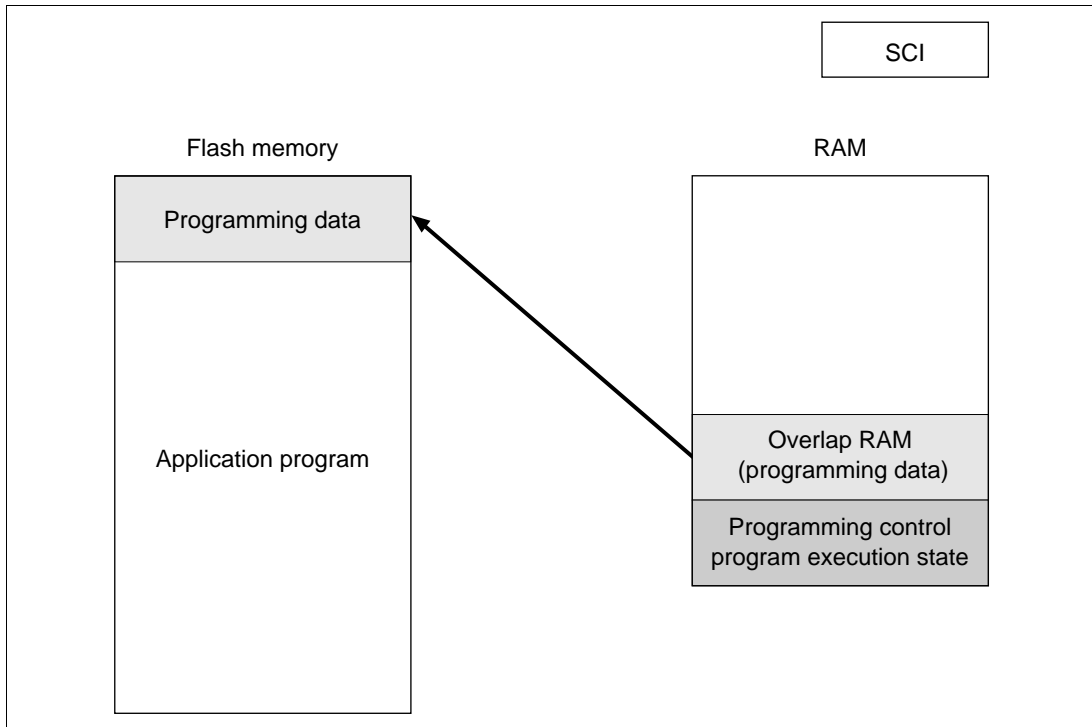 SCI
Flash memory
RAM
Programming data
Application program
Overlap RAM
(programming data)
Programming control
program execution state